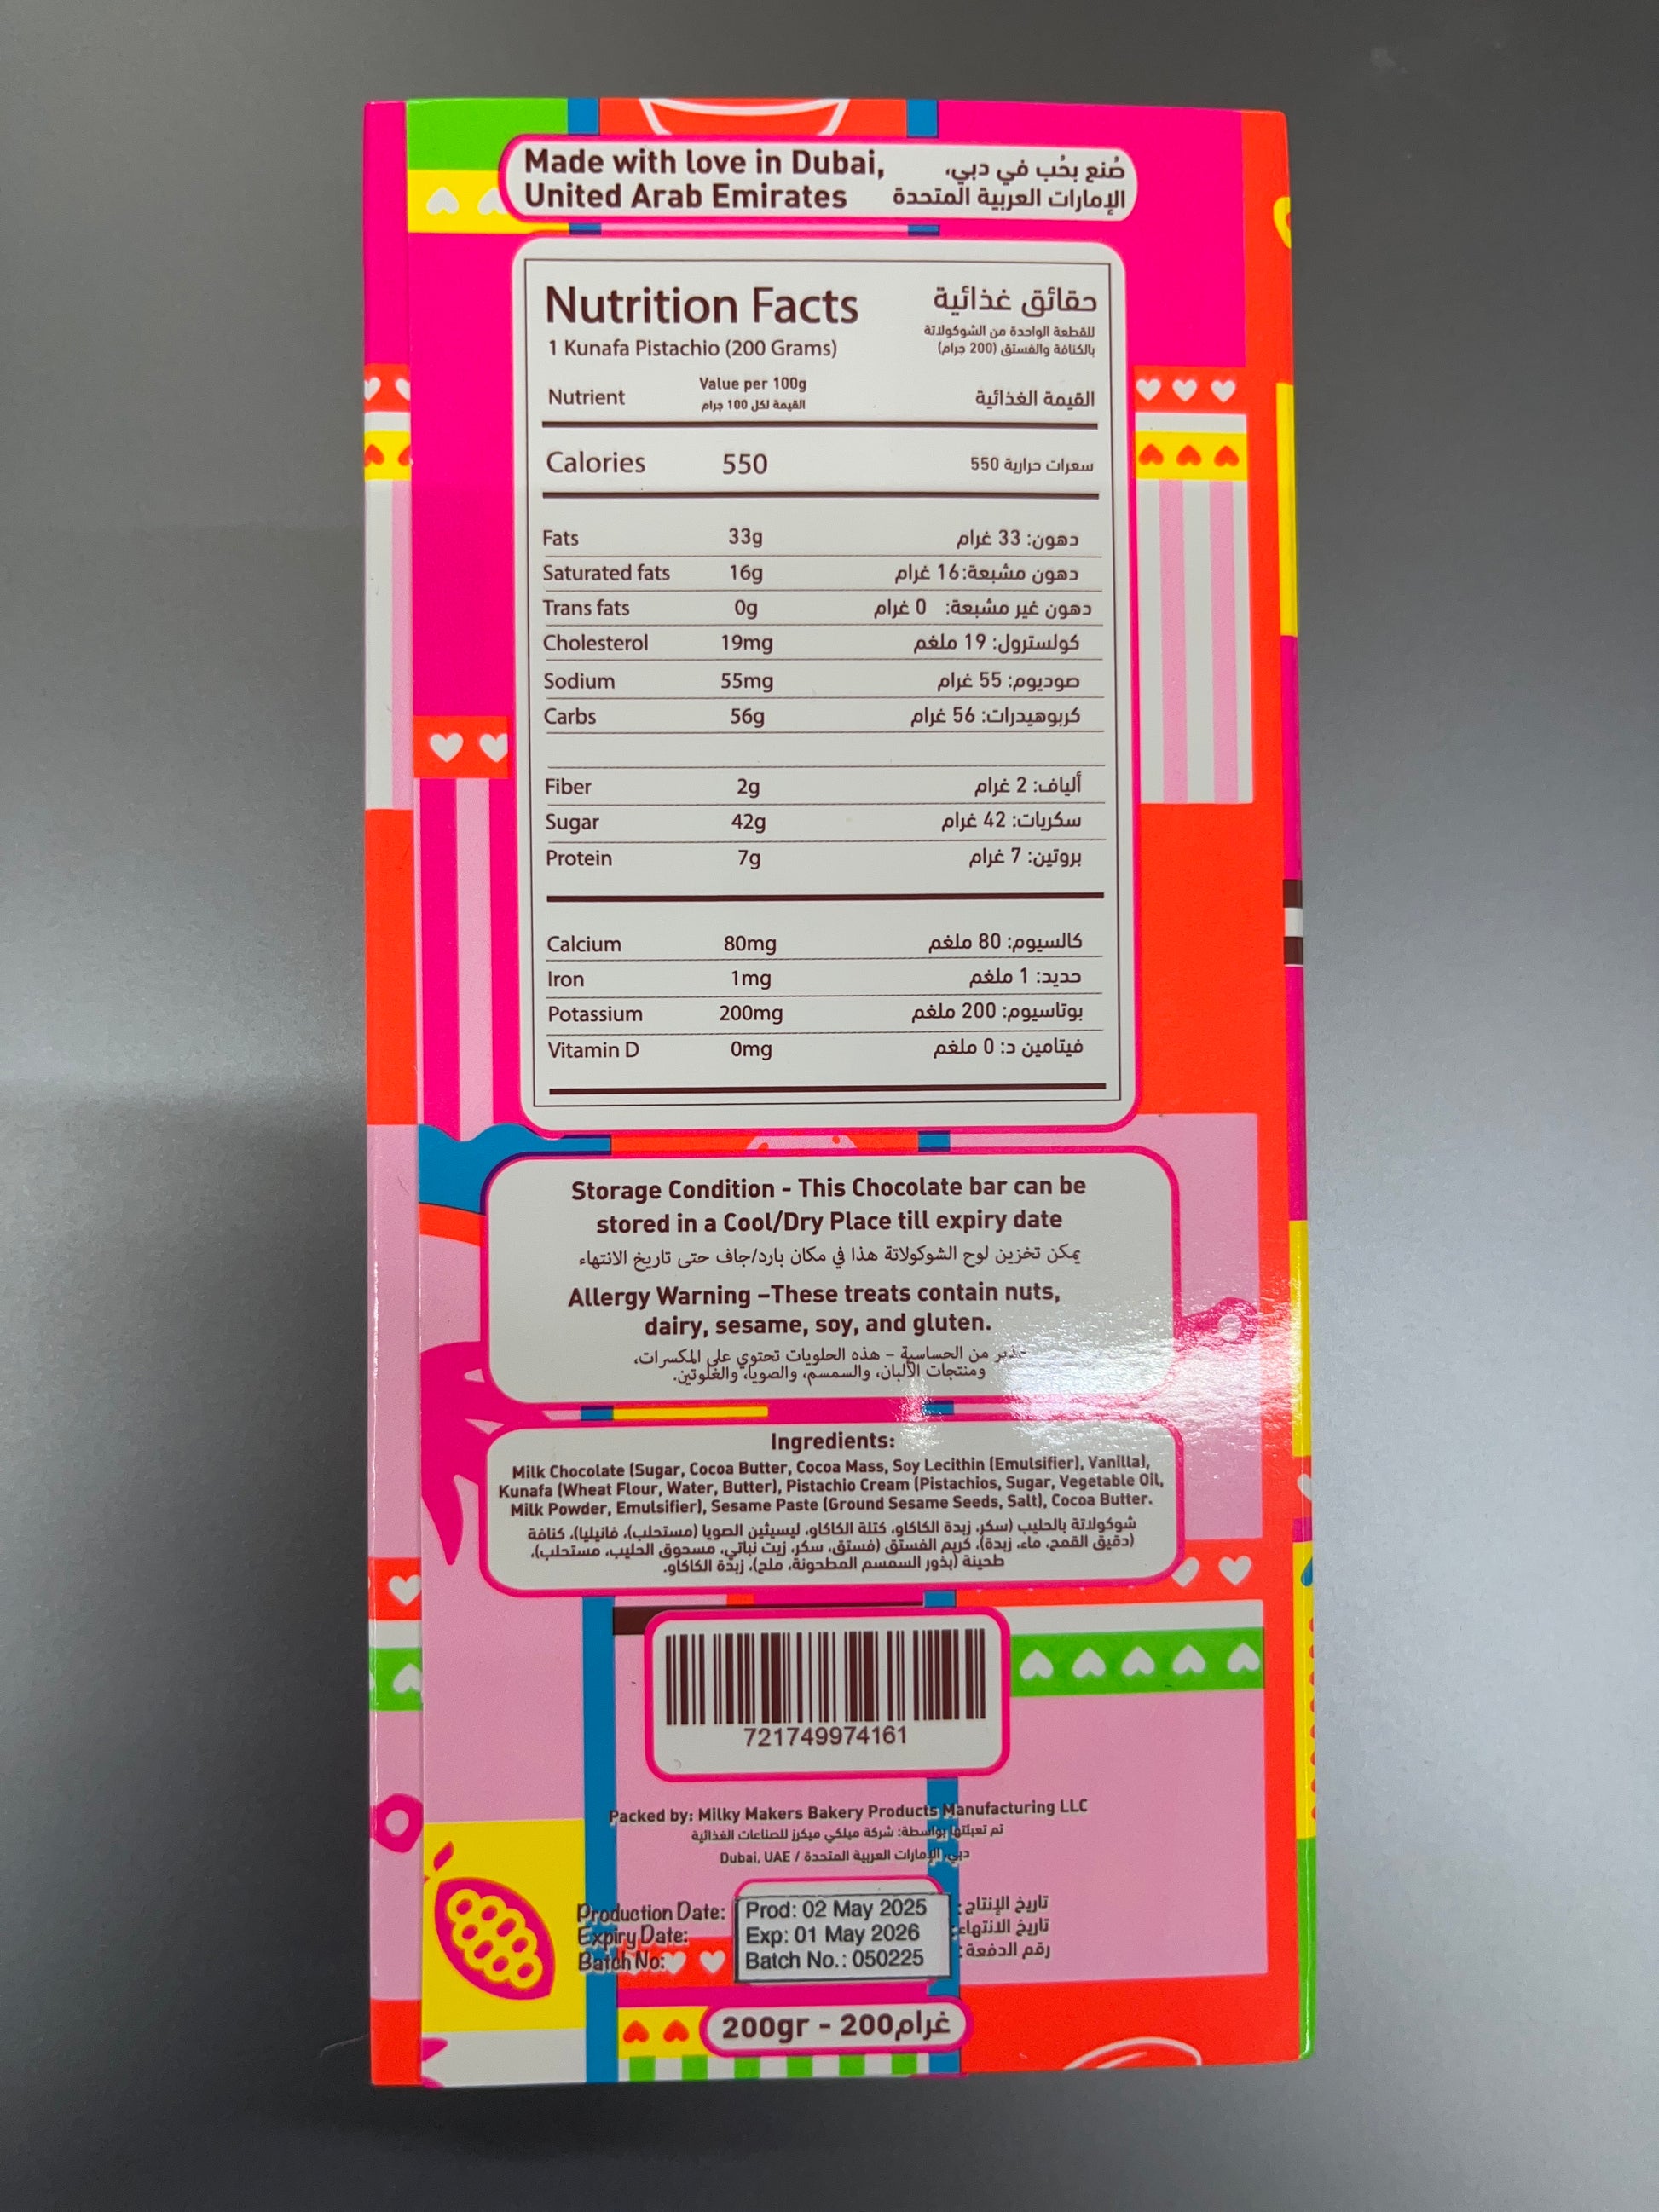 Made with love in Dubai,
United Arab Emirates
صُنع بحُب في دبي،
الإمارات العربية المتحدة
Nutrition Facts
حقائق غذائية
1 Kunafa Pistachio (200 Grams)
للقطعة الواحدة من الشوكولاتة
بالكنافة والفستق (200 جرام)
Nutrient
Value per 100g
القيمة لكل 100 جرام
القيمة الغذائية
Calories 550 سعرات حرارية 550
Fats 33g دهون: 33 غرام
Saturated fats 16g دهون مشبعة:16 غرام
Trans fats 0g دهون غير مشبعة: 0 غرام
Cholesterol 19mg كولسترول: 19 ملغم
Sodium 55mg صوديوم: 55 غرام
Carbs 56g كربوهيدرات: 56 غرام
Fiber 2g ألياف: 2 غرام
Sugar 42g سكريات: 42 غرام
Protein 7g بروتين: 7 غرام
Calcium 80mg كالسيوم: 80 ملغم
Iron 1mg حديد: 1 ملغم
Potassium 200mg بوتاسيوم: 200 ملغم
Vitamin D 0mg فيتامين د: 0 ملغم
Storage Condition - This Chocolate bar can be
stored in a Cool/Dry Place till expiry date
يمكن تخزين لوح الشوكولاتة هذا في مكان بارد/جاف حتى تاريخ الانتهاء
Allergy Warning –These treats contain nuts,
dairy, sesame, soy, and gluten.
من الحساسية – هذه الحلويات تحتوي على المكسرات،
ومنتجات الألبان، والسمسم، والصويا، والغلوتين.
Ingredients:
Milk Chocolate (Sugar, Cocoa Butter, Cocoa Mass, Soy Lecithin (Emulsifier), Vanilla),
Kunafa (Wheat Flour, Water, Butter), Pistachio Cream (Pistachios, Sugar, Vegetable Oil,
Milk Powder, Emulsifier), Sesame Paste (Ground Sesame Seeds, Salt), Cocoa Butter.
شوكولاتة بالحليب (سكر، زبدة الكاكاو، كتلة الكاكاو، ليسيثين الصويا (مستحلب)، فانيليا)، كنافة
(دقيق القمح، ماء، زبدة)، كريم الفستق (فستق، سكر، زيت نباتي، مسحوق الحليب، مستحلب)،
طحينة (بذور السمسم المطحونة، ملح)، زبدة الكاكاو.
721749974161
Packed by: Milky Makers Bakery Products Manufacturing LLC
تم تعبئتها بواسطة: شركة ميلكي ميكرز للصناعات الغذائية
دبي، الإمارات العربية المتحدة / Dubai, UAE
Production Date: Prod: 02 May 2025 تاريخ الإنتاج:
Expiry Date: Exp: 01 May 2026 تاريخ الانتهاء:
Batch No: Batch No.: 050225 رقم الدفعة:
200gr - 200غرام